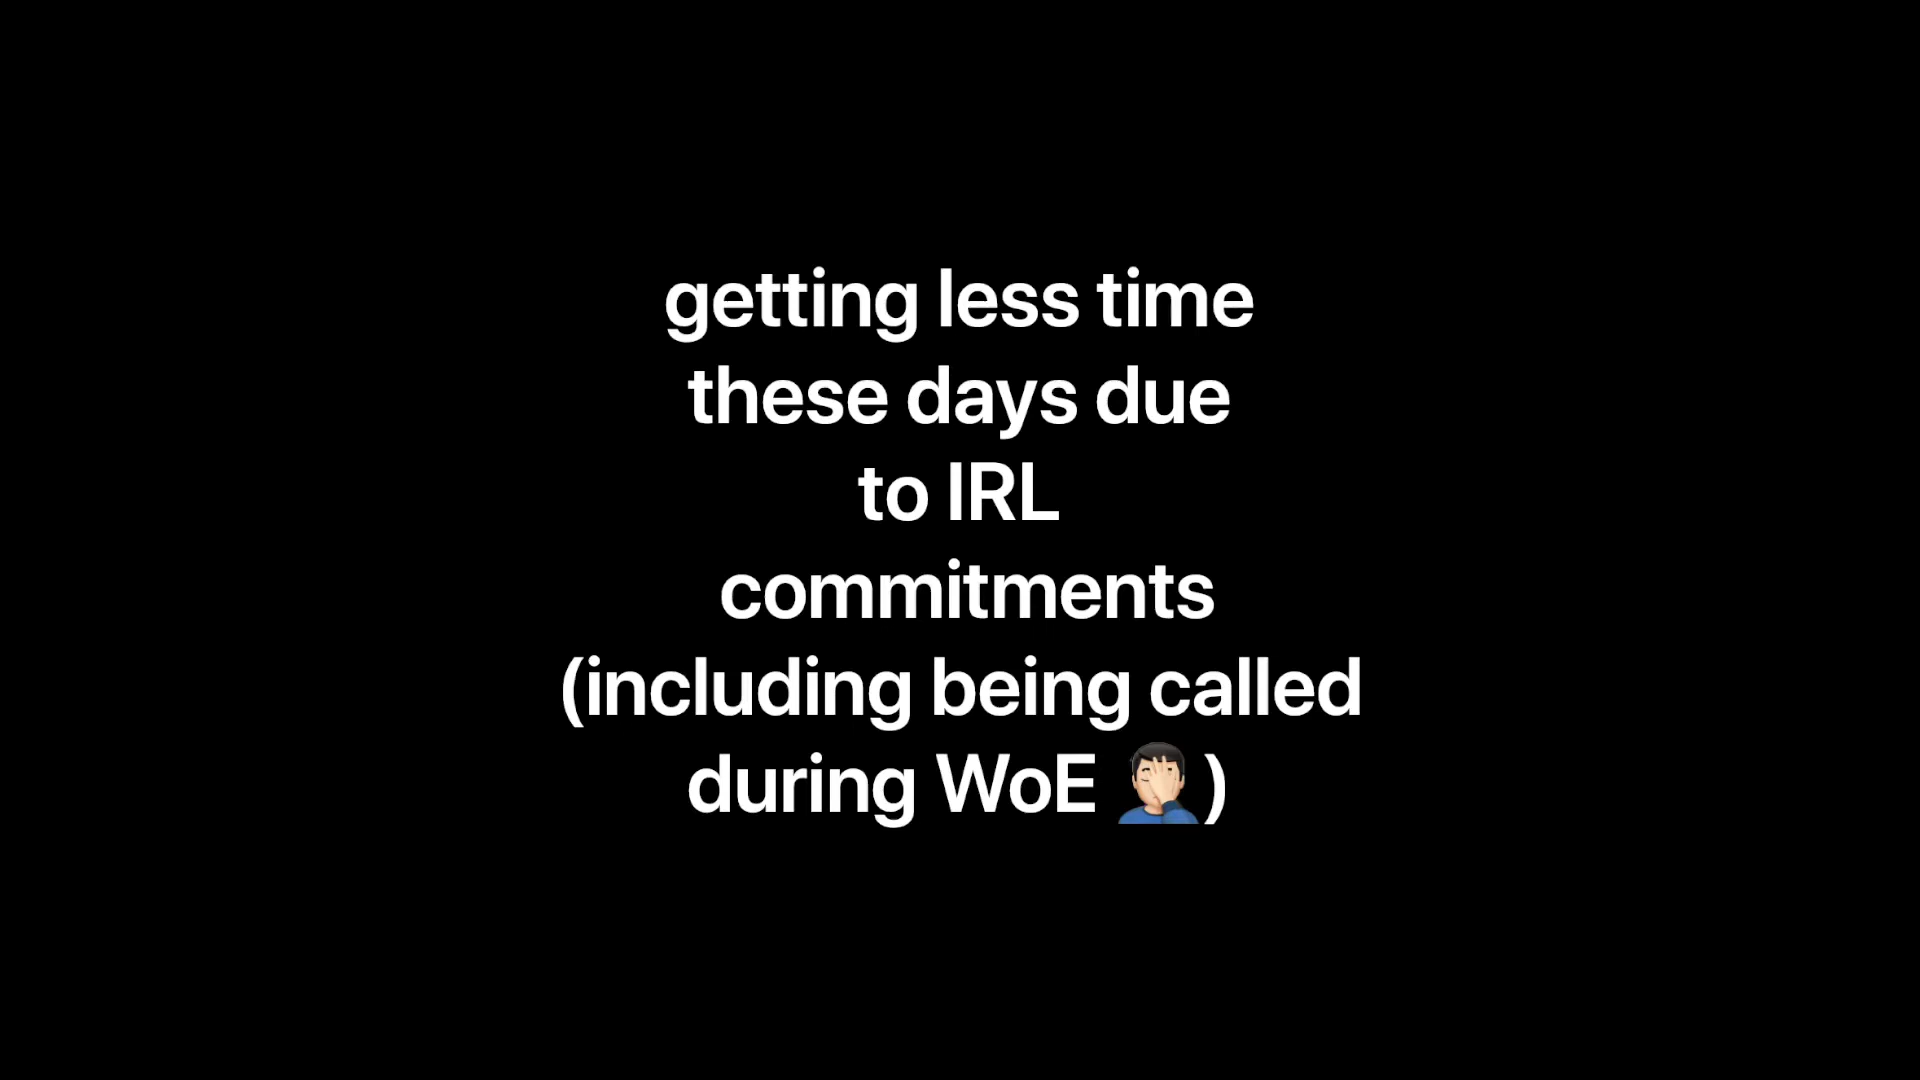 getting less time
these days due
to IRL
commitments
(including being called
during WoE 🤦🏻‍♂️)